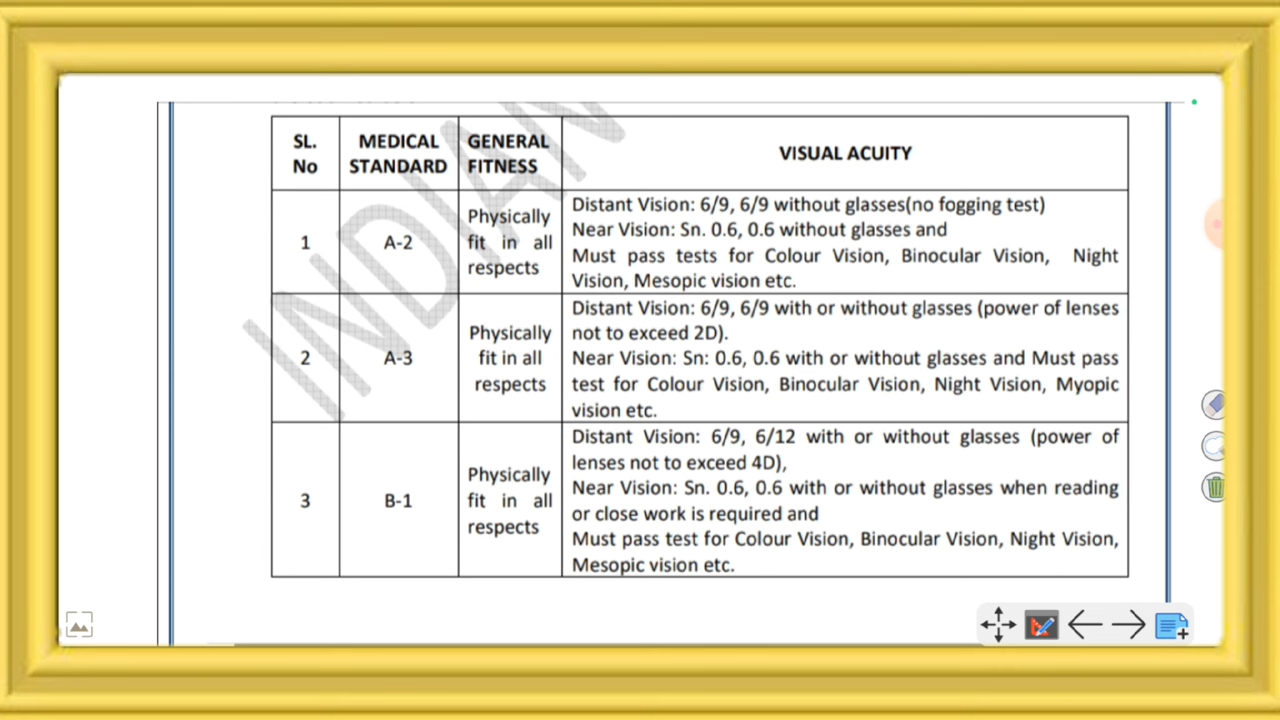 SL. No
MEDICAL STANDARD
GENERAL FITNESS
VISUAL ACUITY
1
A-2
Physically
fit in all
respects
Distant Vision: 6/9, 6/9 without glasses(no fogging test)
Near Vision: Sn. 0.6, 0.6 without glasses and
Must pass tests for Colour Vision, Binocular Vision, Night
Vision, Mesopic vision etc.
2
A-3
Physically
fit in all
respects
Distant Vision: 6/9, 6/9 with or without glasses (power of lenses
not to exceed 2D).
Near Vision: Sn: 0.6, 0.6 with or without glasses and Must pass
test for Colour Vision, Binocular Vision, Night Vision, Myopic
vision etc.
3
B-1
Physically
fit in all
respects
Distant Vision: 6/9, 6/12 with or without glasses (power of
lenses not to exceed 4D),
Near Vision: Sn. 0.6, 0.6 with or without glasses when reading
or close work is required and
Must pass test for Colour Vision, Binocular Vision, Night Vision,
Mesopic vision etc.
INDIAN